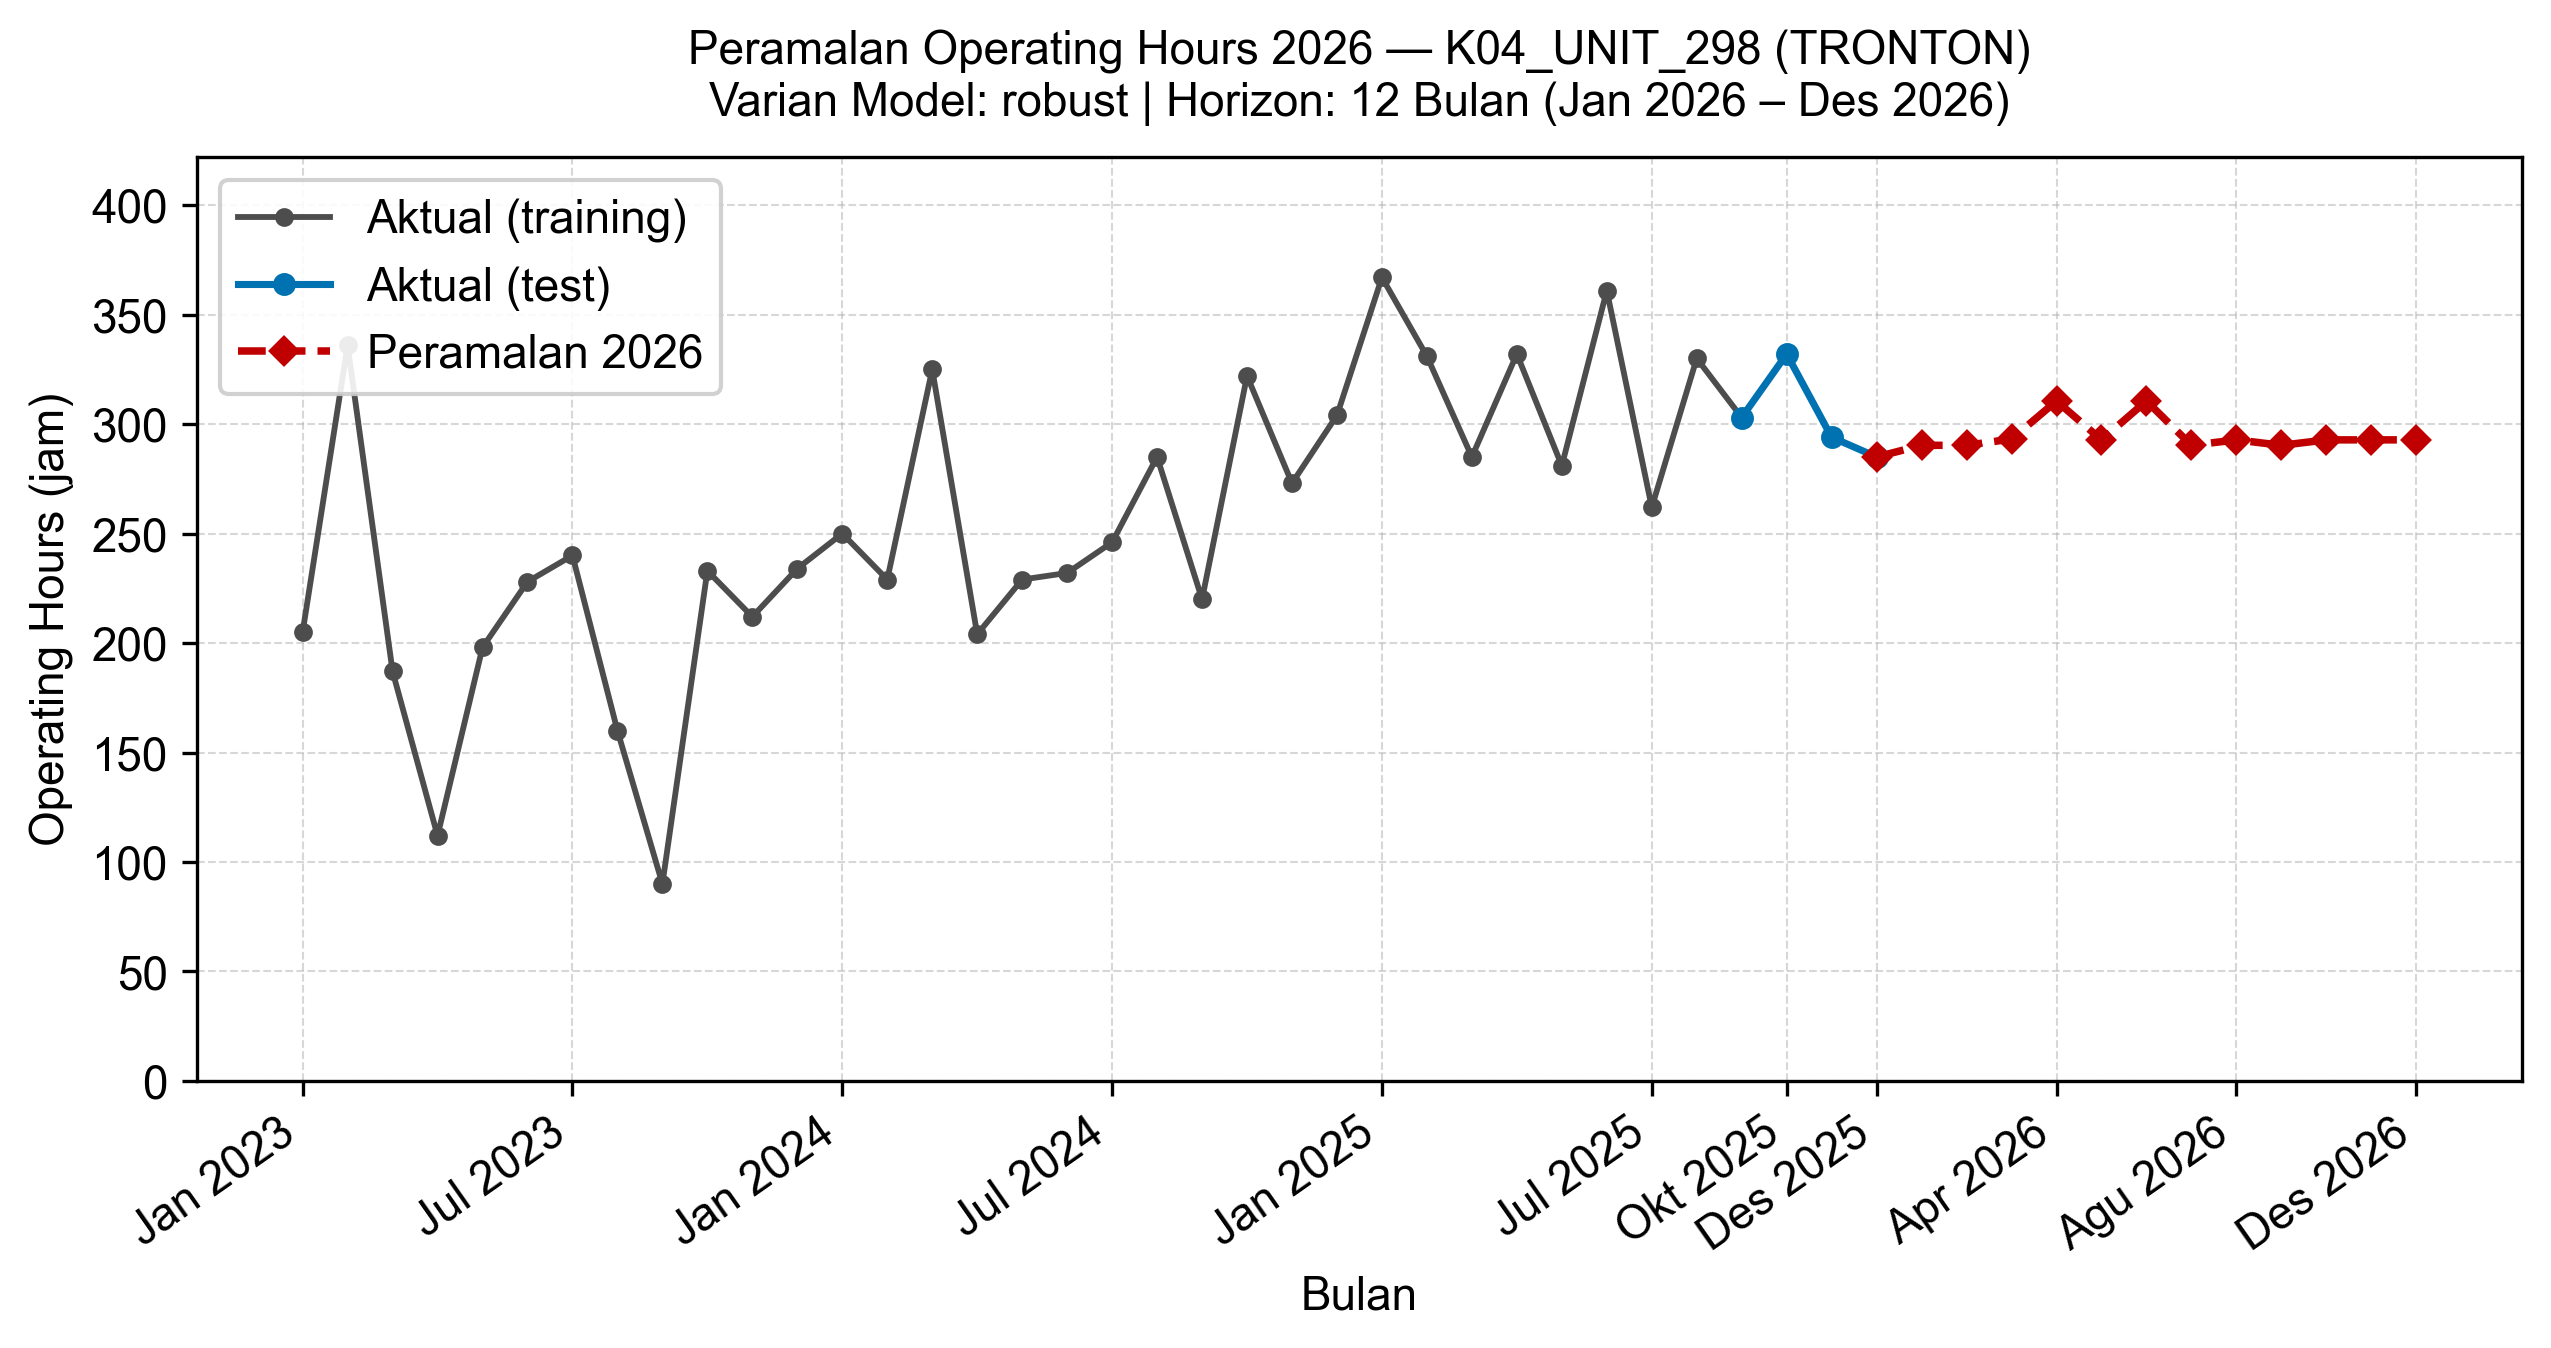 Peramalan Operating Hours 2026 — K04_UNIT_298 (TRONTON)
Varian Model: robust | Horizon: 12 Bulan (Jan 2026 – Des 2026)
Aktual (training)
Aktual (test)
Peramalan 2026
Operating Hours (jam)
400
350
300
250
200
150
100
50
0
Jan 2023
Jul 2023
Jan 2024
Jul 2024
Jan 2025
Jul 2025
Okt 2025
Des 2025
Apr 2026
Agu 2026
Des 2026
Bulan